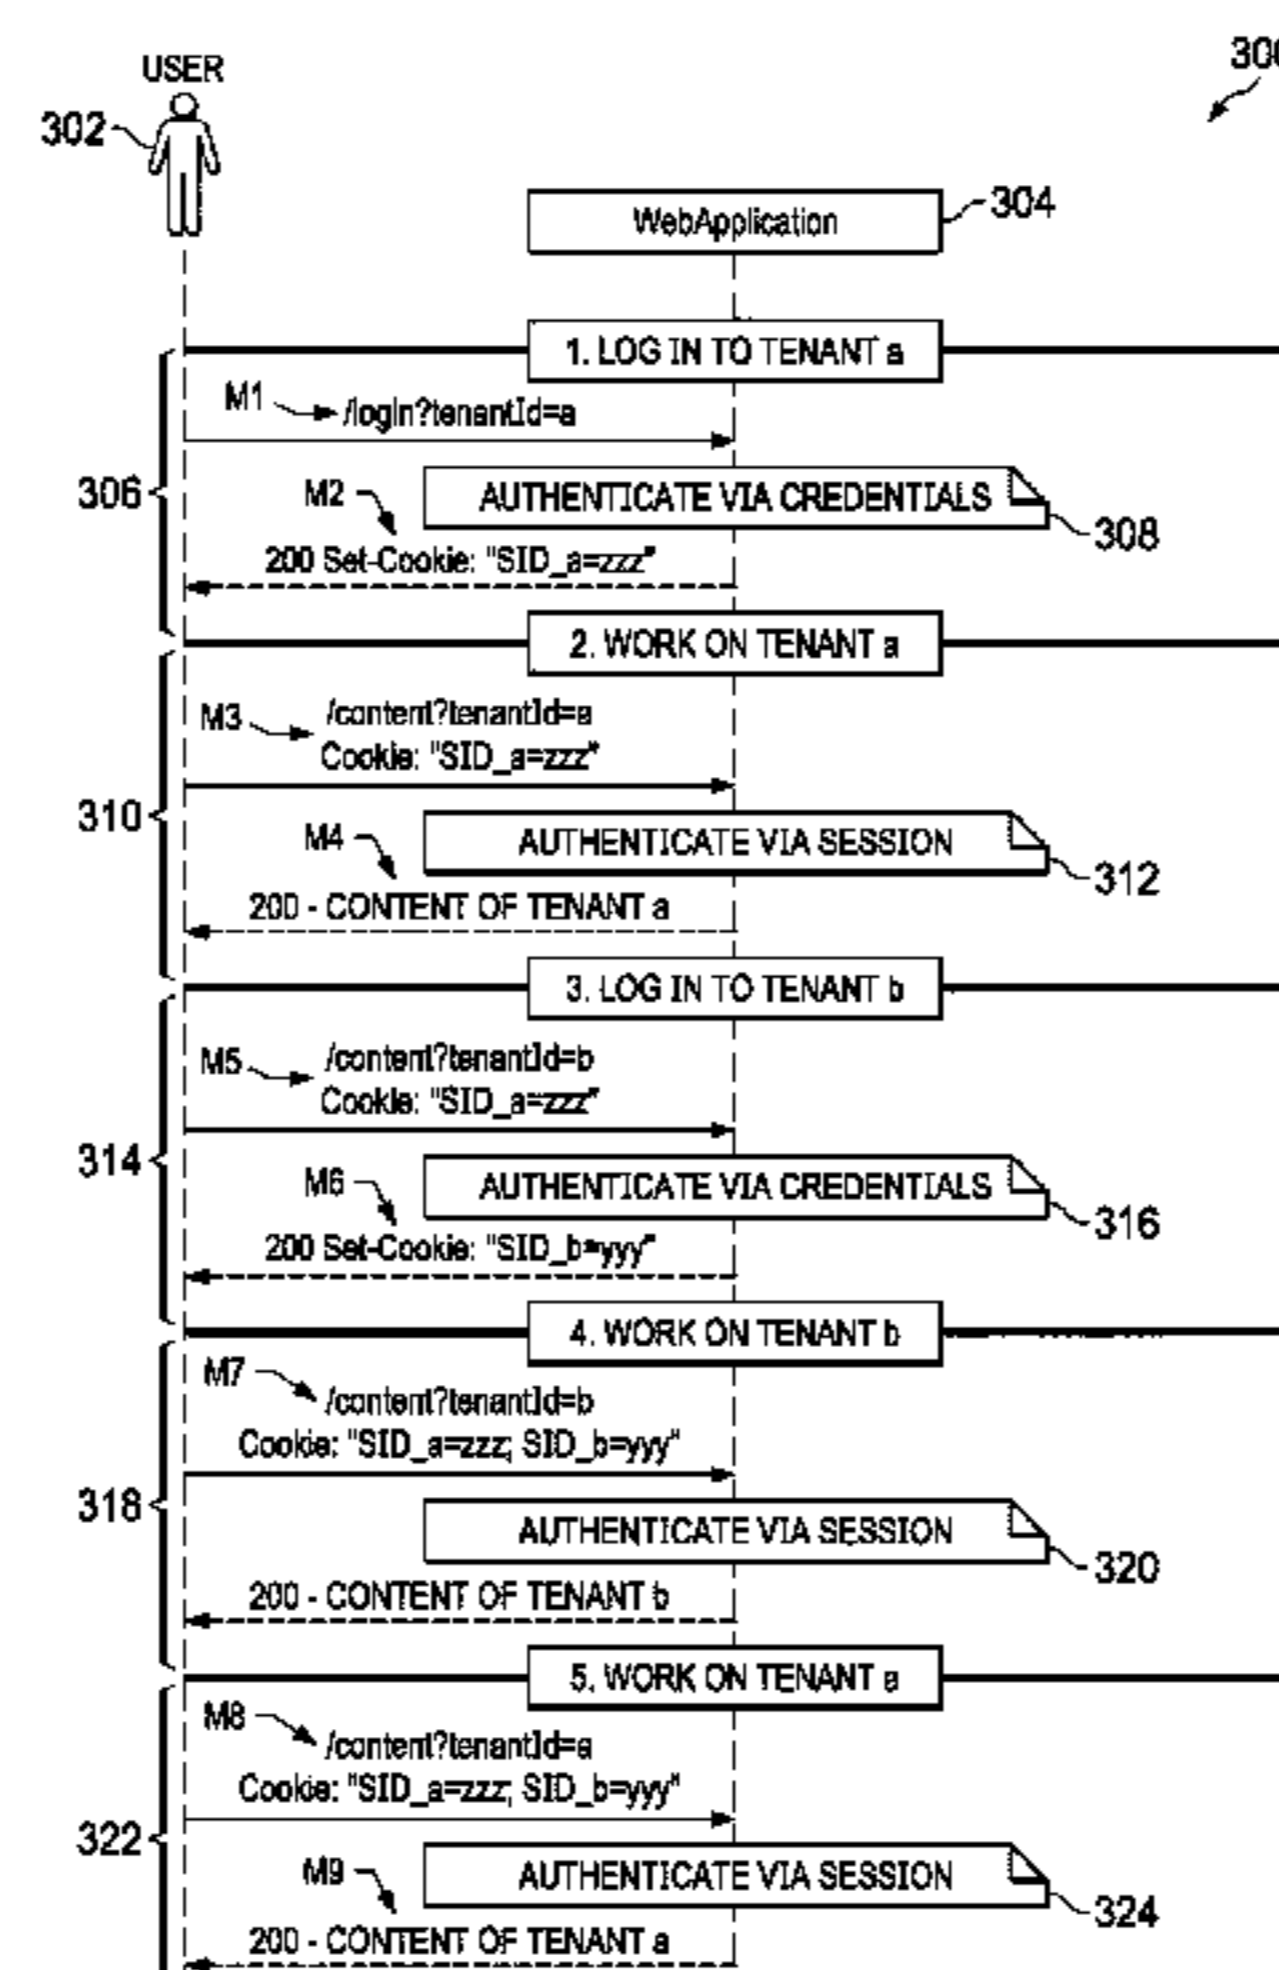 USER
300
302
WebApplication
304
1. LOG IN TO TENANT a
M1
/login?tenantId=a
306
M2
AUTHENTICATE VIA CREDENTIALS
308
200 Set-Cookie: "SID_a=zzz"
2. WORK ON TENANT a
M3
/content?tenantId=a
Cookie: "SID_a=zzz"
310
M4
AUTHENTICATE VIA SESSION
312
200 - CONTENT OF TENANT a
3. LOG IN TO TENANT b
M5
/content?tenantId=b
Cookie: "SID_a=zzz"
314
M6
AUTHENTICATE VIA CREDENTIALS
316
200 Set-Cookie: "SID_b=yyy"
4. WORK ON TENANT b
M7
/content?tenantId=b
Cookie: "SID_a=zzz; SID_b=yyy"
318
AUTHENTICATE VIA SESSION
320
200 - CONTENT OF TENANT b
5. WORK ON TENANT a
M8
/content?tenantId=a
Cookie: "SID_a=zzz; SID_b=yyy"
322
M9
AUTHENTICATE VIA SESSION
324
200 - CONTENT OF TENANT a